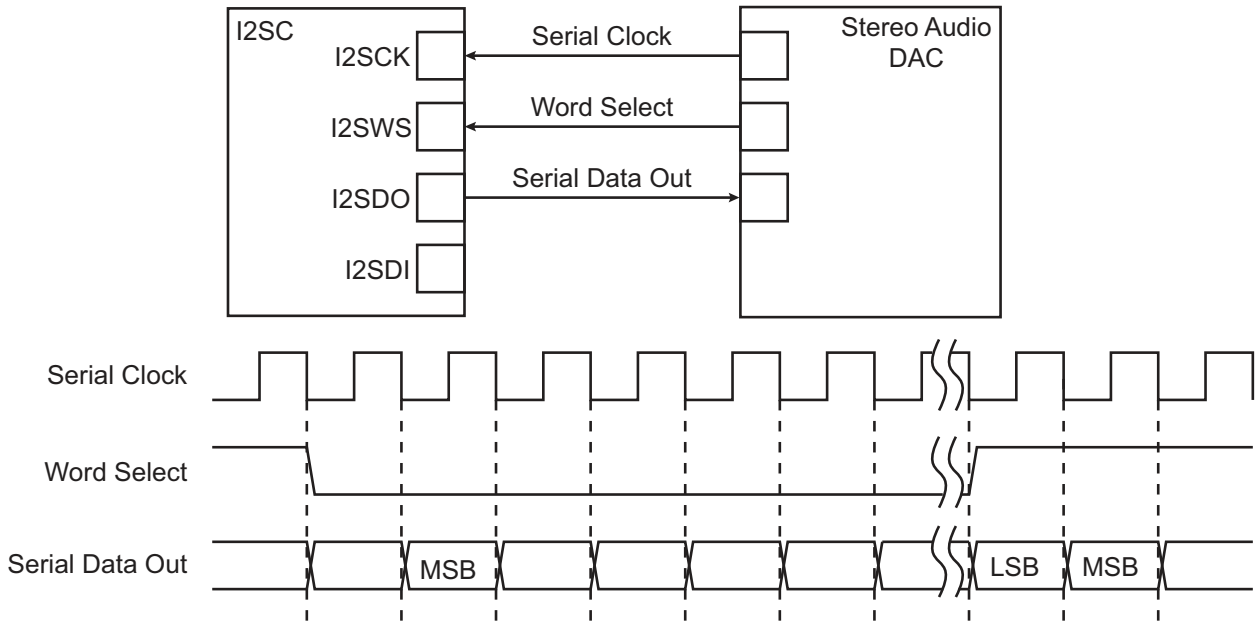 I2SC
Stereo Audio
DAC
I2SCK
Serial Clock
I2SWS
Word Select
I2SDO
Serial Data Out
I2SDI
Serial Clock
Word Select
Serial Data Out
MSB
LSB
MSB